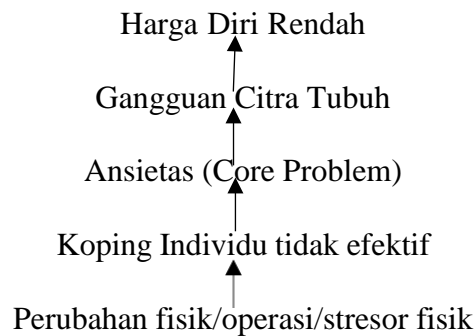 Harga Diri Rendah
Gangguan Citra Tubuh
Ansietas (Core Problem)
Koping Individu tidak efektif
Perubahan fisik/operasi/stresor fisik